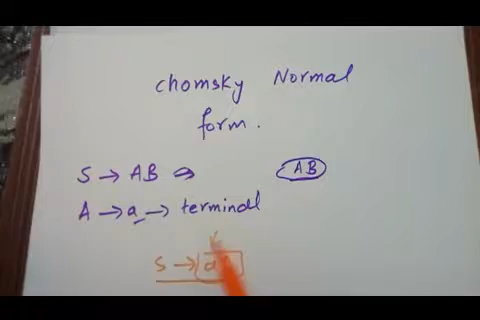 chomsky Normal
form.
S → AB → AB
A → a → terminal
S → a